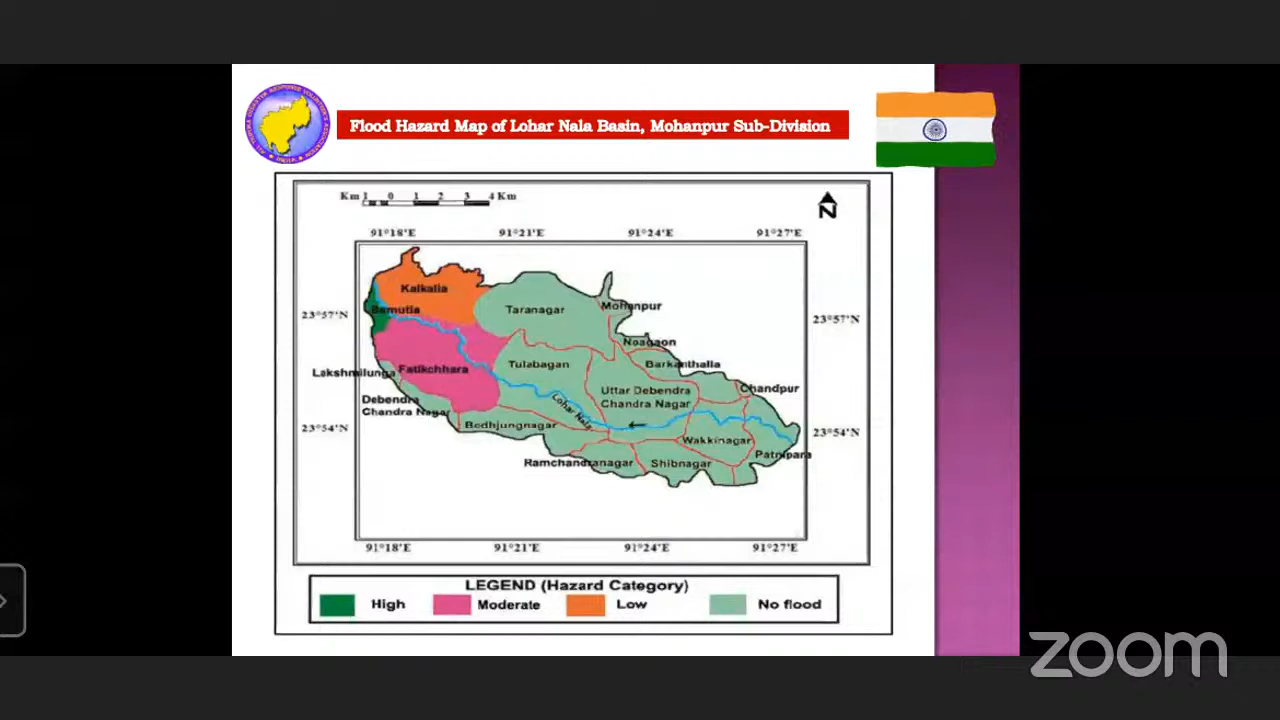 Flood Hazard Map of Lohar Nala Basin, Mohanpur Sub-Division
Km 1 0 1 2 3 4 Km
N
91°18'E 91°21'E 91°24'E 91°27'E
Kalkalia
Bamutia
Taranagar
Mohanpur
23°57'N 23°57'N
Noagaon
Lakshmilunga
Fatikchhara
Tulabagan
Barkanthalia
Uttar Debendra
Chandra Nagar
Chandpur
Debendra
Chandra Nagar
Lohar Nala
Bodhjungnagar
23°54'N 23°54'N
Wakkinagar
Patnipara
Ramchandranagar
Shibnagar
91°18'E 91°21'E 91°24'E 91°27'E
LEGEND (Hazard Category)
High Moderate Low No flood
zoom